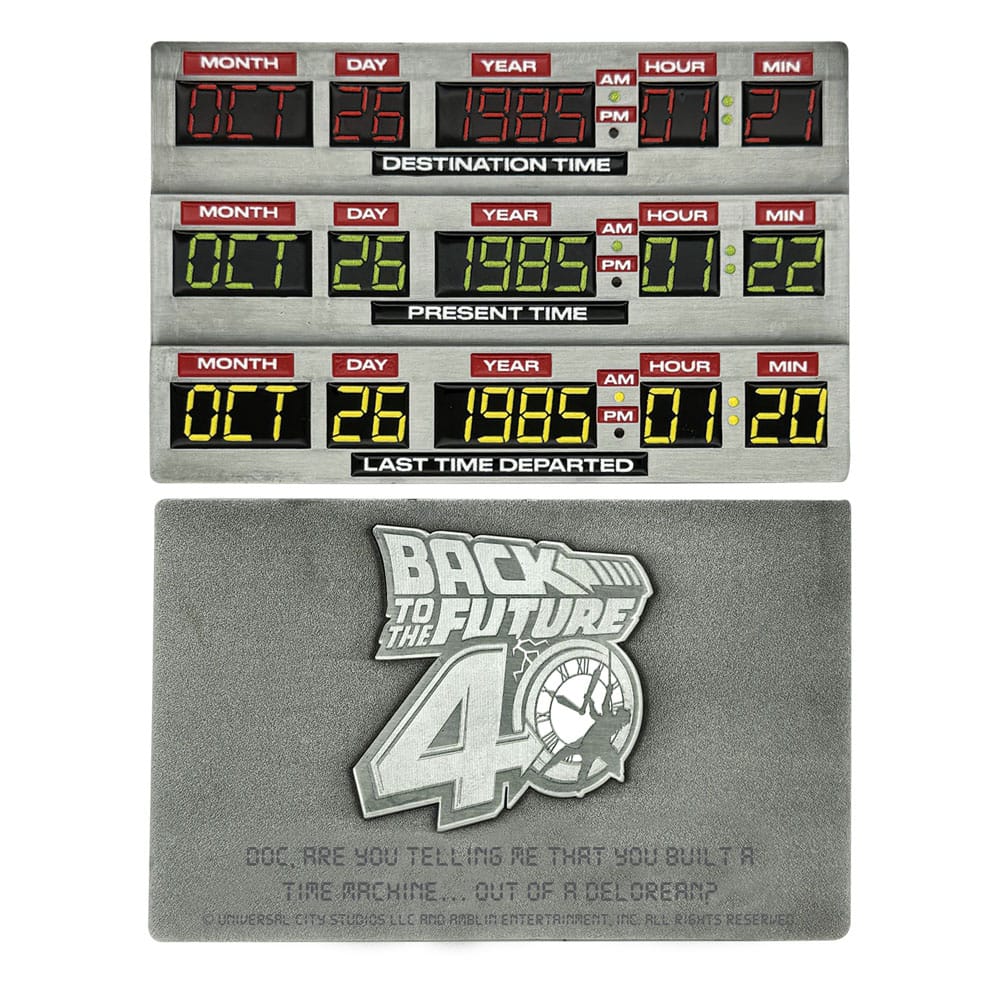 MONTH DAY YEAR AM HOUR MIN
OCT 26 1985 PM 01:21
DESTINATION TIME
MONTH DAY YEAR AM HOUR MIN
OCT 26 1985 PM 01:22
PRESENT TIME
MONTH DAY YEAR AM HOUR MIN
OCT 26 1985 PM 01:20
LAST TIME DEPARTED
BACK
TO THE FUTURE
40
XII
DOC, ARE YOU TELLING ME THAT YOU BUILT A
TIME MACHINE... OUT OF A DELOREAN?
© UNIVERSAL CITY STUDIOS LLC AND AMBLIN ENTERTAINMENT, INC. ALL RIGHTS RESERVED